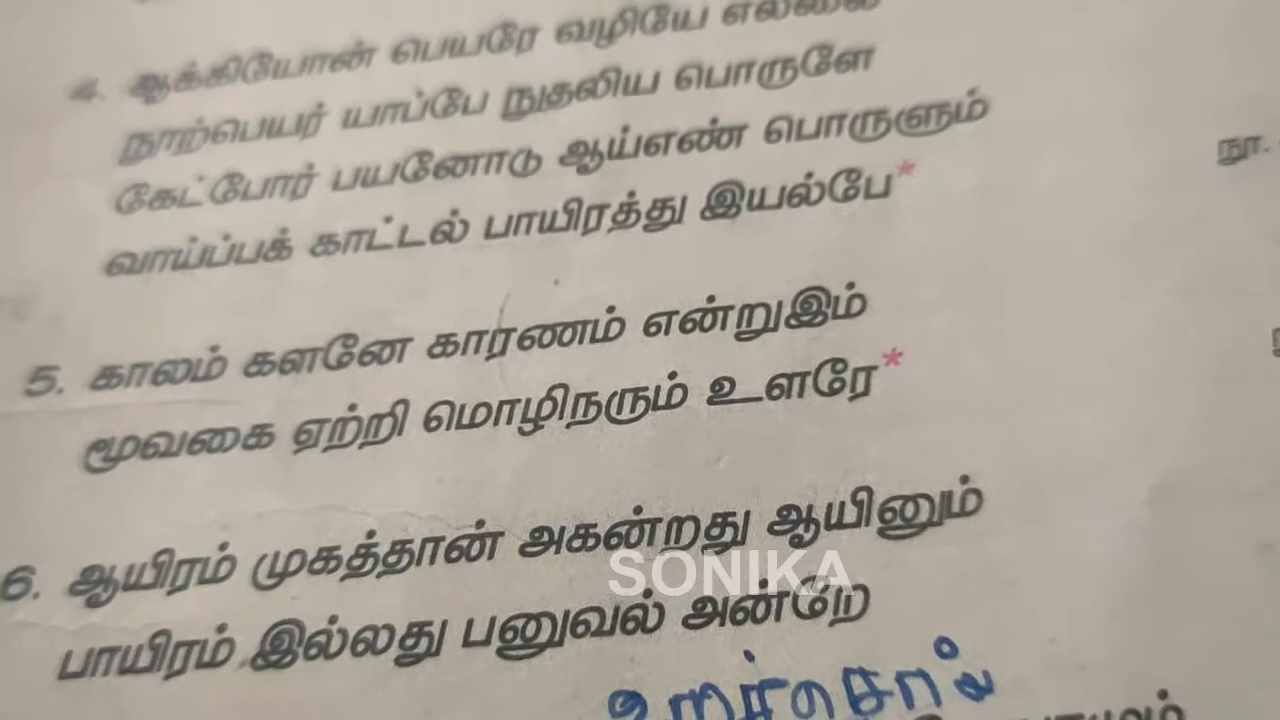 4. ஆக்கியோன் பெயரே வழியே எல்லை
நூற்பெயர் யாப்பே நுதலிய பொருளே
கேட்போர் பயனோடு ஆய்எண் பொருளும்
வாய்ப்பக் காட்டல் பாயிரத்து இயல்பே*
நூ.
5. காலம் களனே காரணம் என்றுஇம்
மூவகை ஏற்றி மொழிநரும் உளரே*
6. ஆயிரம் முகத்தான் அகன்றது ஆயினும்
SONIKA
பாயிரம் இல்லது பனுவல் அன்றே